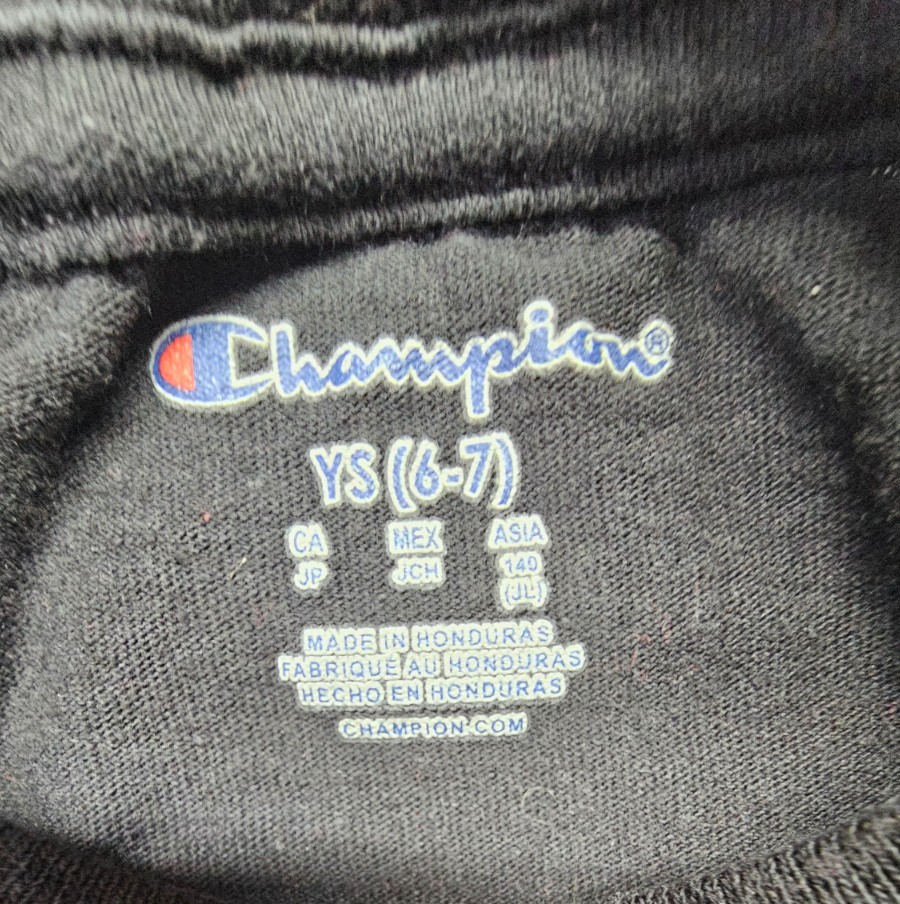 Champion®
YS (6-7)
CA MEX ASIA
JP JCH 140
(JL)
MADE IN HONDURAS
FABRIQUÉ AU HONDURAS
HECHO EN HONDURAS
CHAMPION.COM